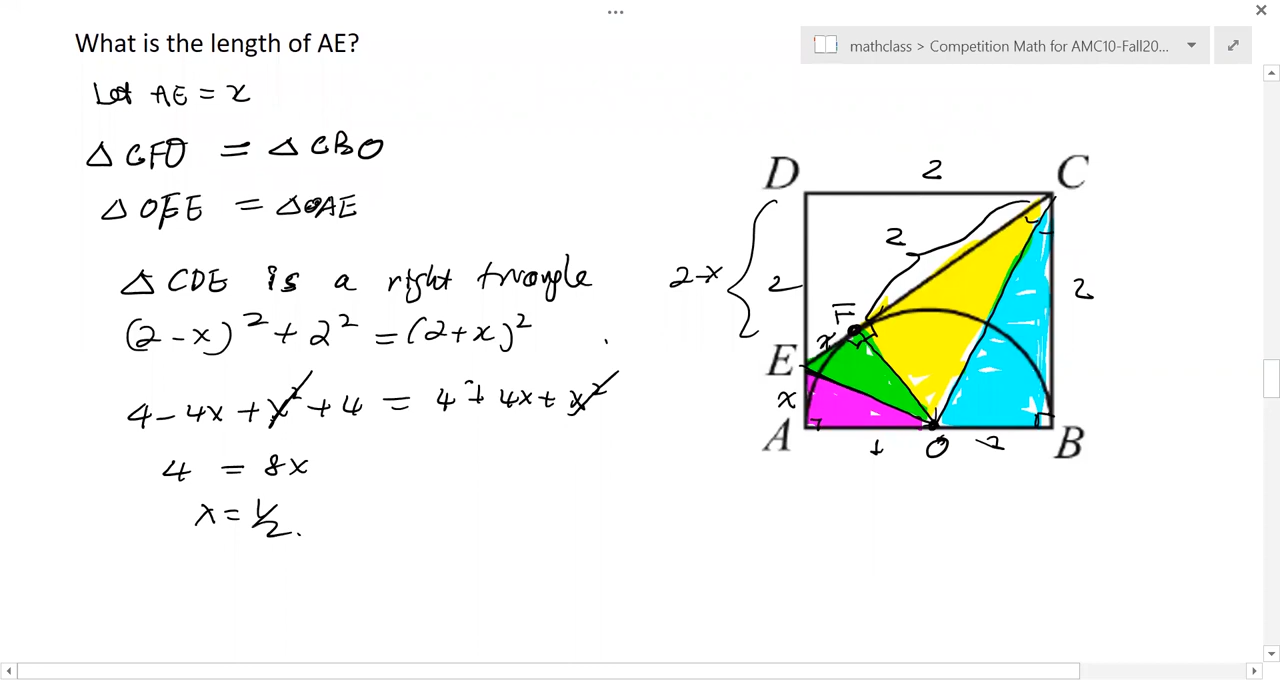 mathclass > Competition Math for AMC10-Fall20...
What is the length of AE?
Let AE = x
△ CFO = △ CBO
△ OFE = △ OAE
△ CDE is a right triangle
(2-x)² + 2² = (2+x)²
4 - 4x + x² + 4 = 4 + 4x + x²
4 = 8x
x = 1/2.
D 2 C
2
2-x 2 2
F
x
E
x
A 1 O B